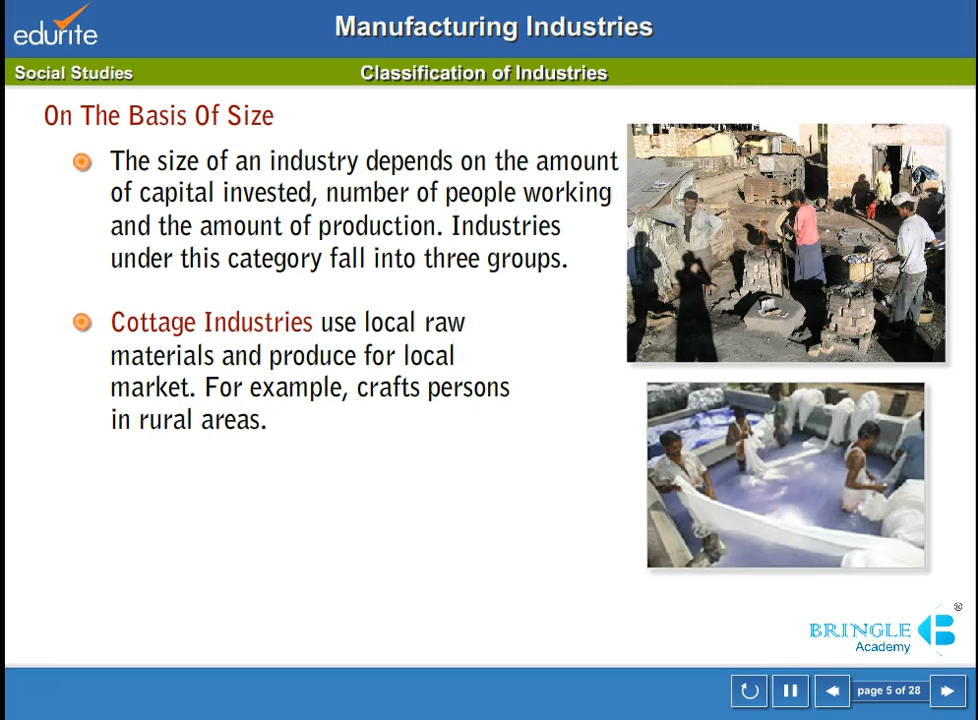 edurite
Manufacturing Industries
Social Studies
Classification of Industries
On The Basis Of Size
The size of an industry depends on the amount
of capital invested, number of people working
and the amount of production. Industries
under this category fall into three groups.
Cottage Industries use local raw
materials and produce for local
market. For example, crafts persons
in rural areas.
BRINGLE
Academy
®
page 5 of 28